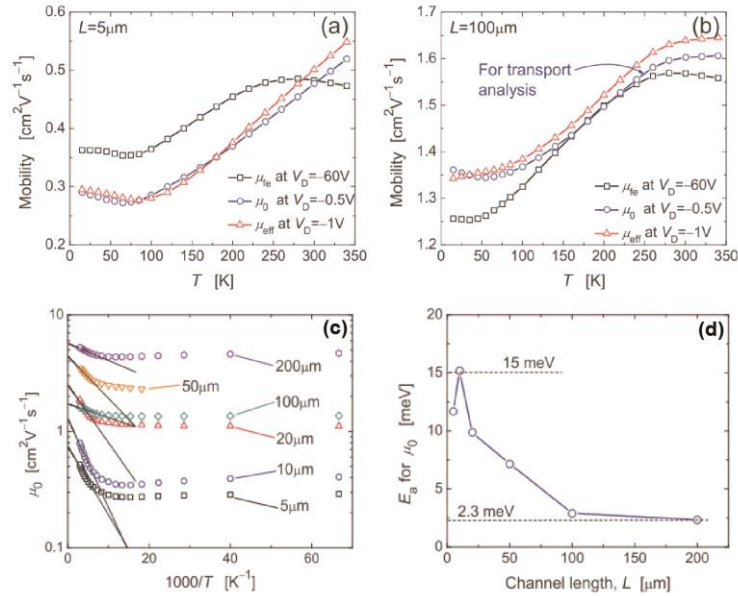 (a)
L=5μm
Mobility [cm²V⁻¹s⁻¹]
0.6
0.5
0.4
0.3
0.2
μfe at VD=−60V
μ0 at VD=−0.5V
μeff at VD=−1V
0 50 100 150 200 250 300 350
T [K]
(b)
L=100μm
Mobility [cm²V⁻¹s⁻¹]
1.7
1.6
1.5
1.4
1.3
1.2
For transport
analysis
μfe at VD=−60V
μ0 at VD=−0.5V
μeff at VD=−1V
0 50 100 150 200 250 300 350
T [K]
(c)
μ0 [cm²V⁻¹s⁻¹]
10
1
0.1
200μm
50μm
100μm
20μm
10μm
5μm
0 20 40 60
1000/T [K⁻¹]
(d)
Ea for μ0 [meV]
20
15
10
5
0
15 meV
2.3 meV
0 50 100 150 200
Channel length, L [μm]